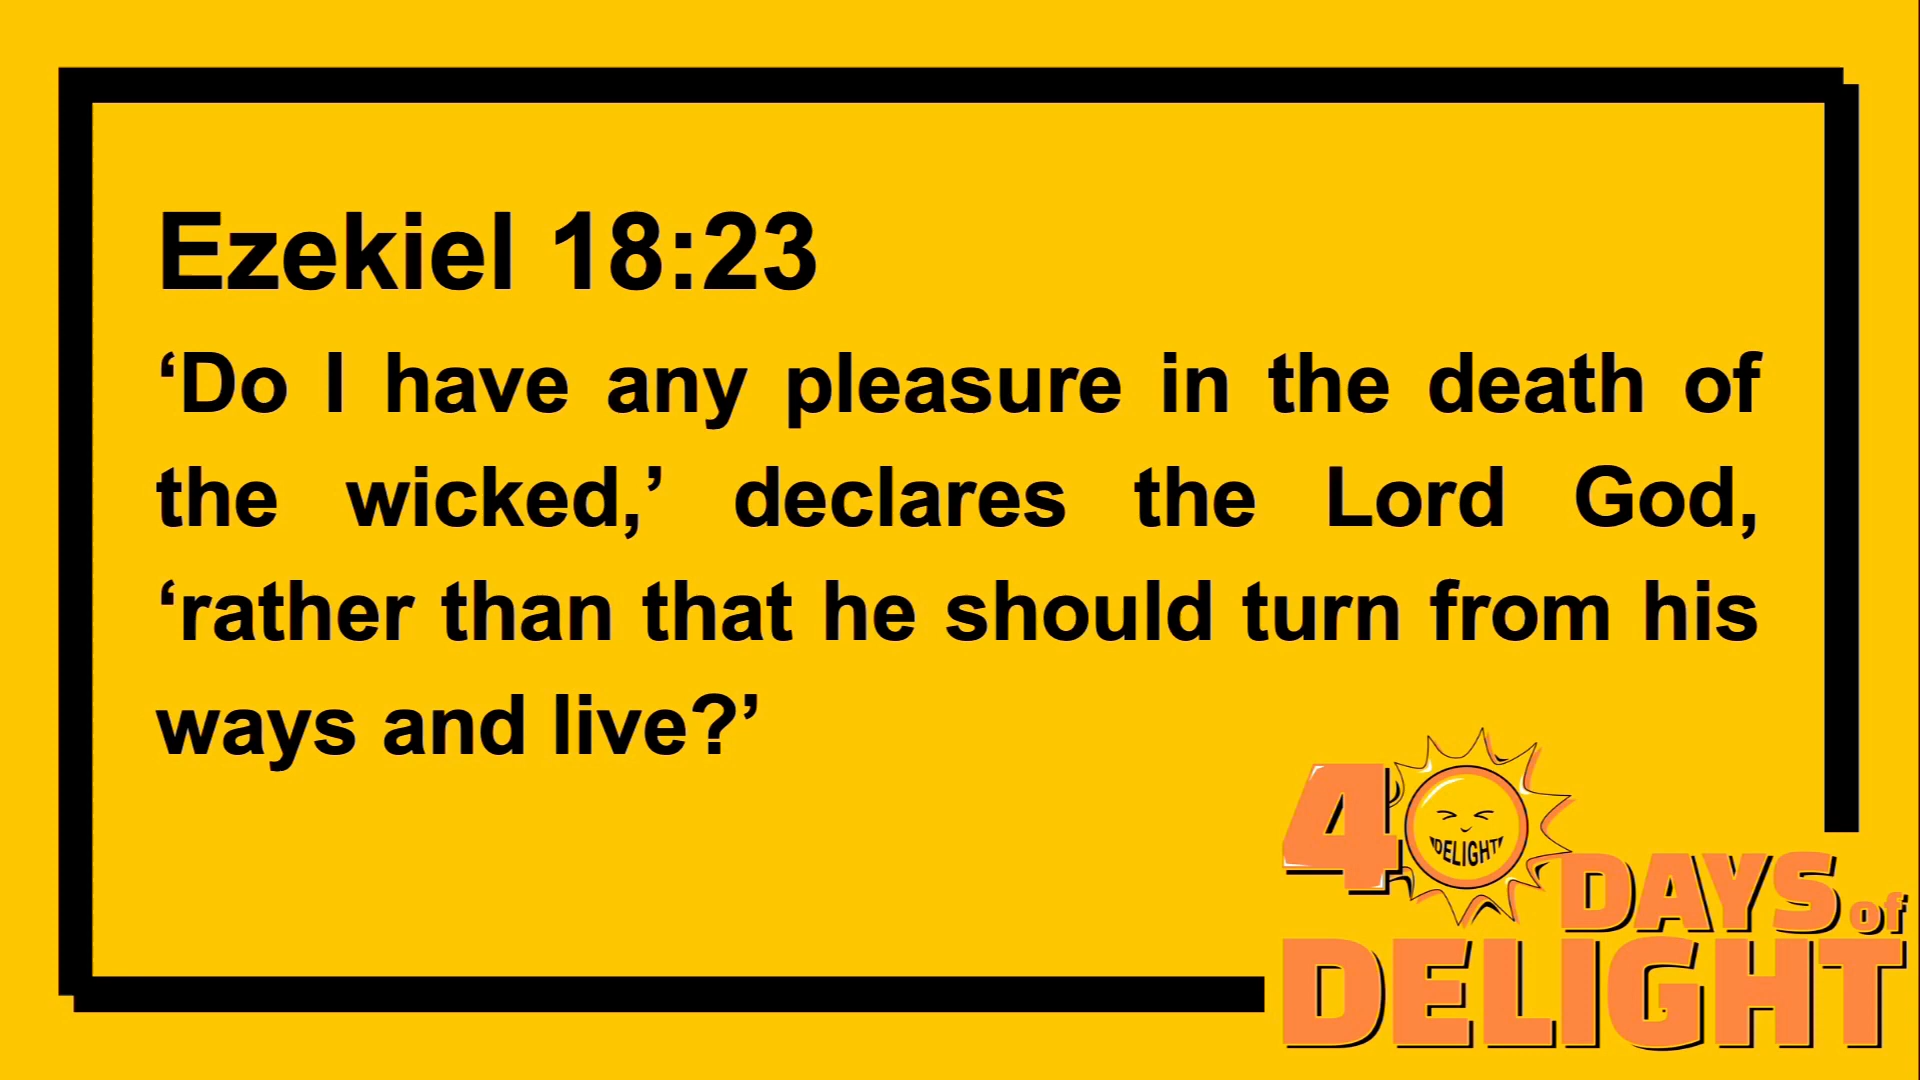 Ezekiel 18:23
‘Do I have any pleasure in the death of
the wicked,’ declares the Lord God,
‘rather than that he should turn from his
ways and live?’
40
DELIGHT
DAYS of
DELIGHT